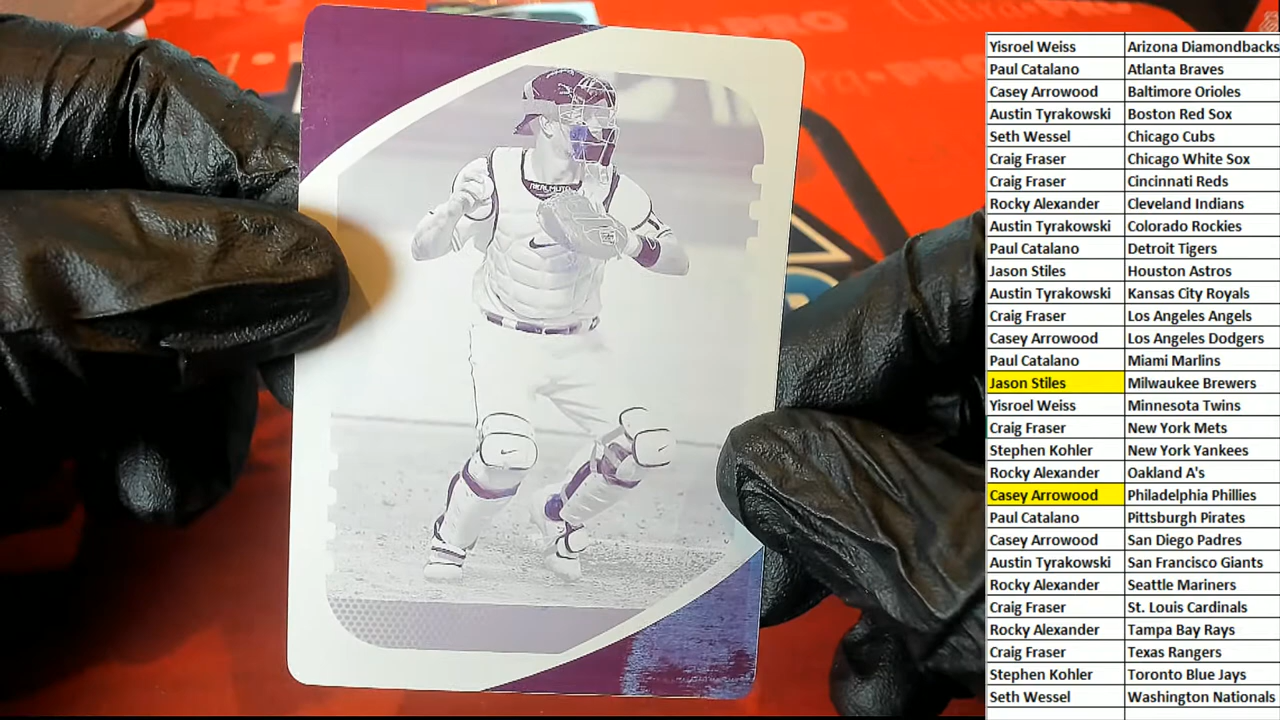 PRO
Ultra·PRO
REALMUTO
Yisroel Weiss Arizona Diamondbacks
Paul Catalano Atlanta Braves
Casey Arrowood Baltimore Orioles
Austin Tyrakowski Boston Red Sox
Seth Wessel Chicago Cubs
Craig Fraser Chicago White Sox
Craig Fraser Cincinnati Reds
Rocky Alexander Cleveland Indians
Austin Tyrakowski Colorado Rockies
Paul Catalano Detroit Tigers
Jason Stiles Houston Astros
Austin Tyrakowski Kansas City Royals
Craig Fraser Los Angeles Angels
Casey Arrowood Los Angeles Dodgers
Paul Catalano Miami Marlins
Jason Stiles Milwaukee Brewers
Yisroel Weiss Minnesota Twins
Craig Fraser New York Mets
Stephen Kohler New York Yankees
Rocky Alexander Oakland A's
Casey Arrowood Philadelphia Phillies
Paul Catalano Pittsburgh Pirates
Casey Arrowood San Diego Padres
Austin Tyrakowski San Francisco Giants
Rocky Alexander Seattle Mariners
Craig Fraser St. Louis Cardinals
Rocky Alexander Tampa Bay Rays
Craig Fraser Texas Rangers
Stephen Kohler Toronto Blue Jays
Seth Wessel Washington Nationals